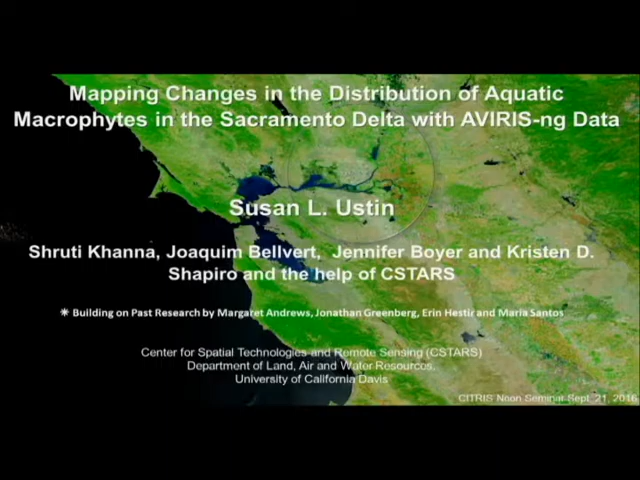 Mapping Changes in the Distribution of Aquatic
Macrophytes in the Sacramento Delta with AVIRIS-ng Data
Susan L. Ustin
Shruti Khanna, Joaquim Bellvert, Jennifer Boyer and Kristen D.
Shapiro and the help of CSTARS
✳ Building on Past Research by Margaret Andrews, Jonathan Greenberg, Erin Hestir and Maria Santos
Center for Spatial Technologies and Remote Sensing (CSTARS)
Department of Land, Air and Water Resources.
University of California Davis
CITRIS Noon Seminar Sept. 21, 2016